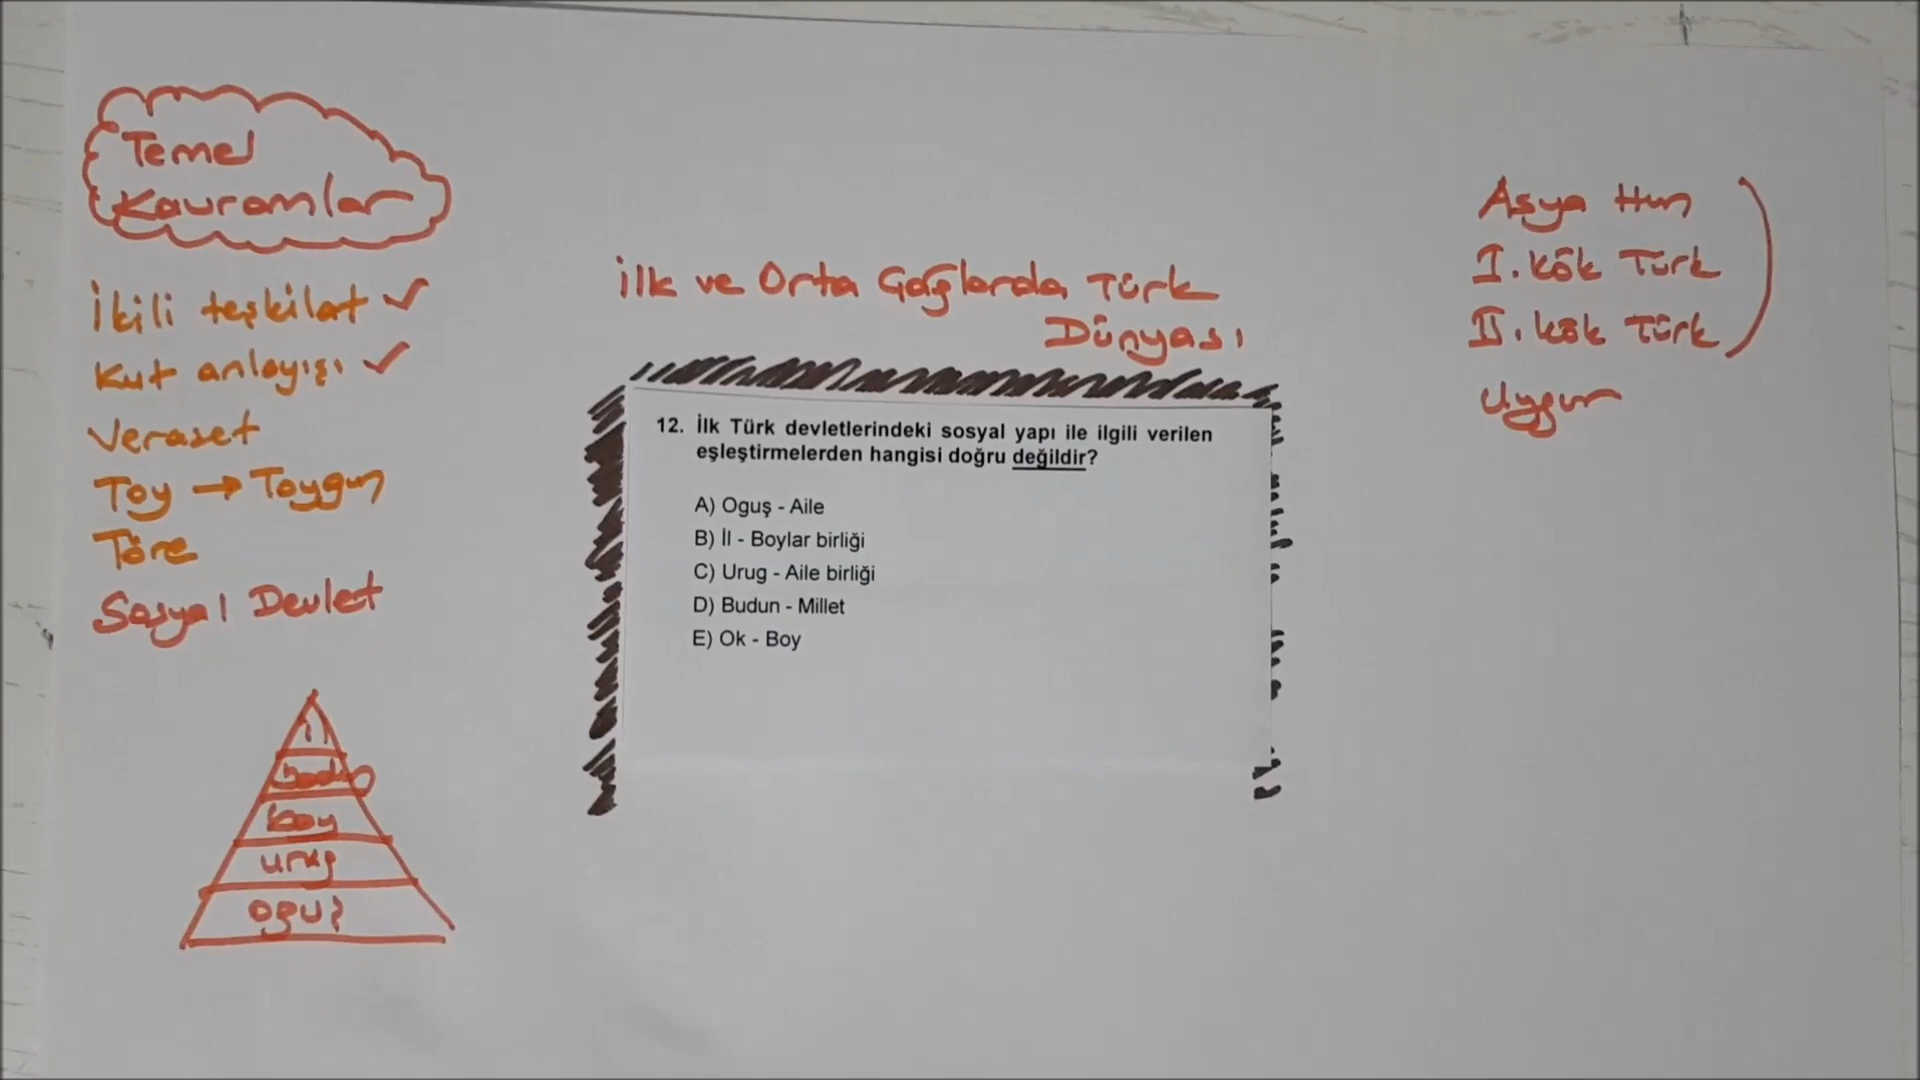 Temel
Kavramlar
İkili teşkilat ✓
Kut anlayışı ✓
Veraset
Toy → Toygun
Töre
Sosyal Devlet
il
budun
boy
urug
oguş
İlk ve Orta Çağlarda Türk
Dünyası
12. İlk Türk devletlerindeki sosyal yapı ile ilgili verilen
eşleştirmelerden hangisi doğru değildir?
A) Oguş - Aile
B) İl - Boylar birliği
C) Urug - Aile birliği
D) Budun - Millet
E) Ok - Boy
Asya Hun
I. Kök Türk
II. Kök Türk
Uygur